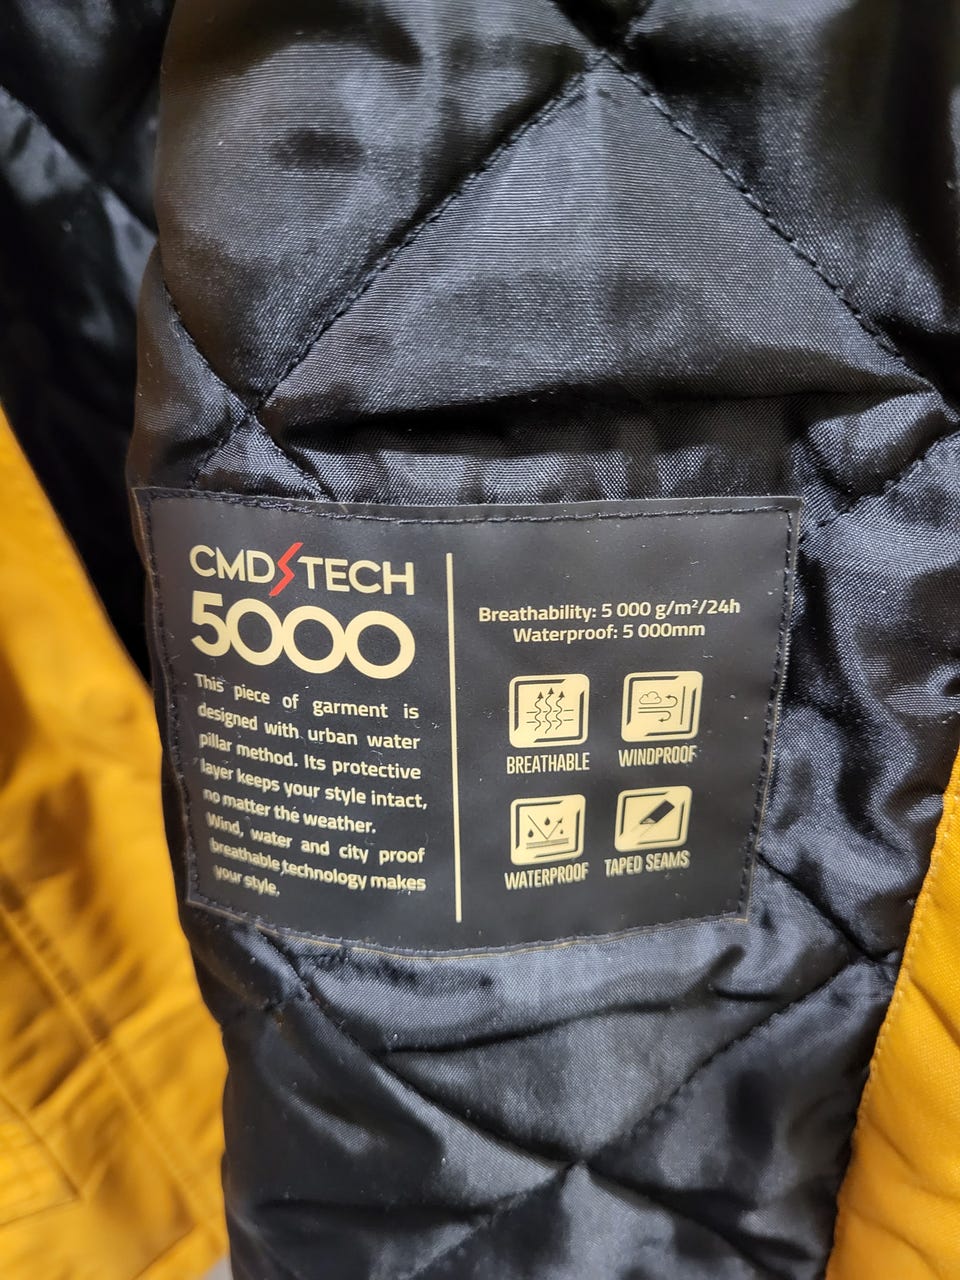 CMD TECH
5000
This piece of garment is
designed with urban water
pillar method. Its protective
layer keeps your style intact,
no matter the weather.
Wind, water and city proof
breathable technology makes
your style.
Breathability: 5 000 g/m²/24h
Waterproof: 5 000mm
BREATHABLE
WINDPROOF
WATERPROOF
TAPED SEAMS